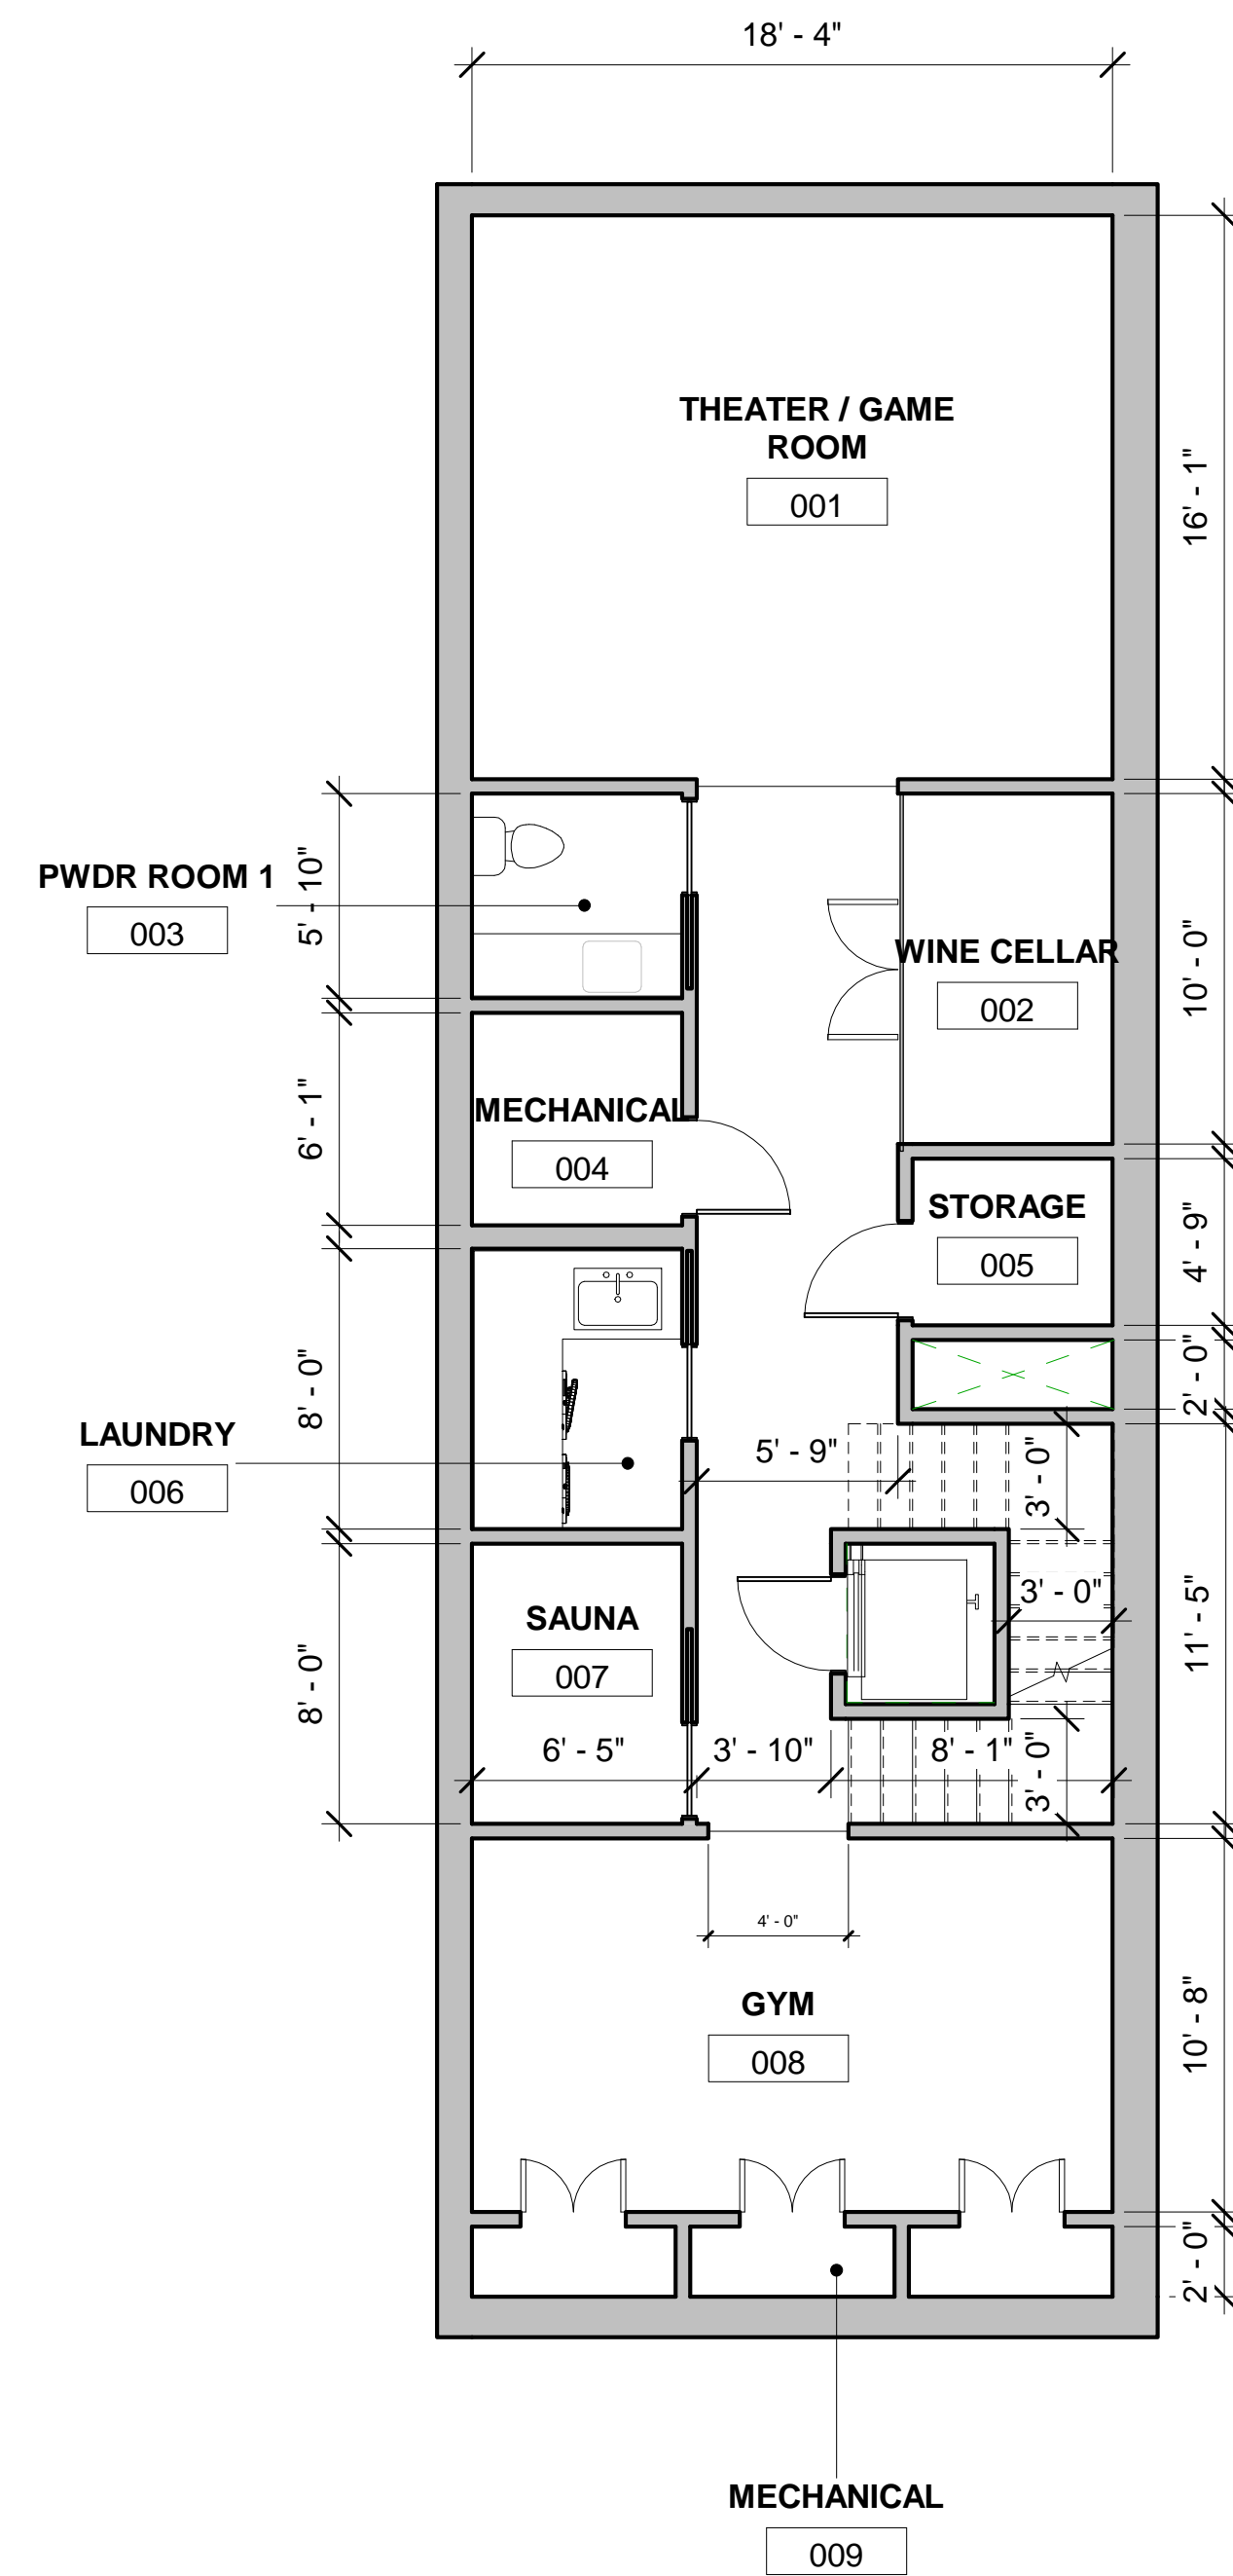 18' - 4"
THEATER / GAME
ROOM
001
16' - 1"
PWDR ROOM 1
003
5' - 10"
WINE CELLAR
002
10' - 0"
MECHANICAL
004
6' - 1"
STORAGE
005
4' - 9"
2' - 0"
LAUNDRY
006
8' - 0"
5' - 9"
3' - 0"
3' - 0"
11' - 5"
SAUNA
007
8' - 0"
6' - 5"
3' - 10"
8' - 1"
3' - 0"
4' - 0"
GYM
008
10' - 8"
2' - 0"
MECHANICAL
009